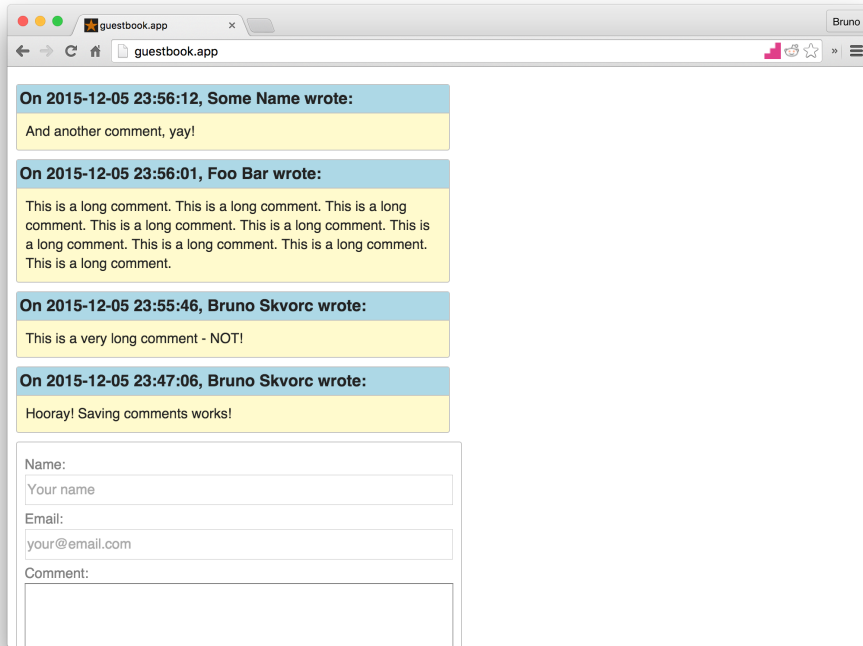 guestbook.app
Bruno
guestbook.app
»
On 2015-12-05 23:56:12, Some Name wrote:
And another comment, yay!
On 2015-12-05 23:56:01, Foo Bar wrote:
This is a long comment. This is a long comment. This is a long
comment. This is a long comment. This is a long comment. This is
a long comment. This is a long comment. This is a long comment.
This is a long comment.
On 2015-12-05 23:55:46, Bruno Skvorc wrote:
This is a very long comment - NOT!
On 2015-12-05 23:47:06, Bruno Skvorc wrote:
Hooray! Saving comments works!
Name:
Your name
Email:
your@email.com
Comment: